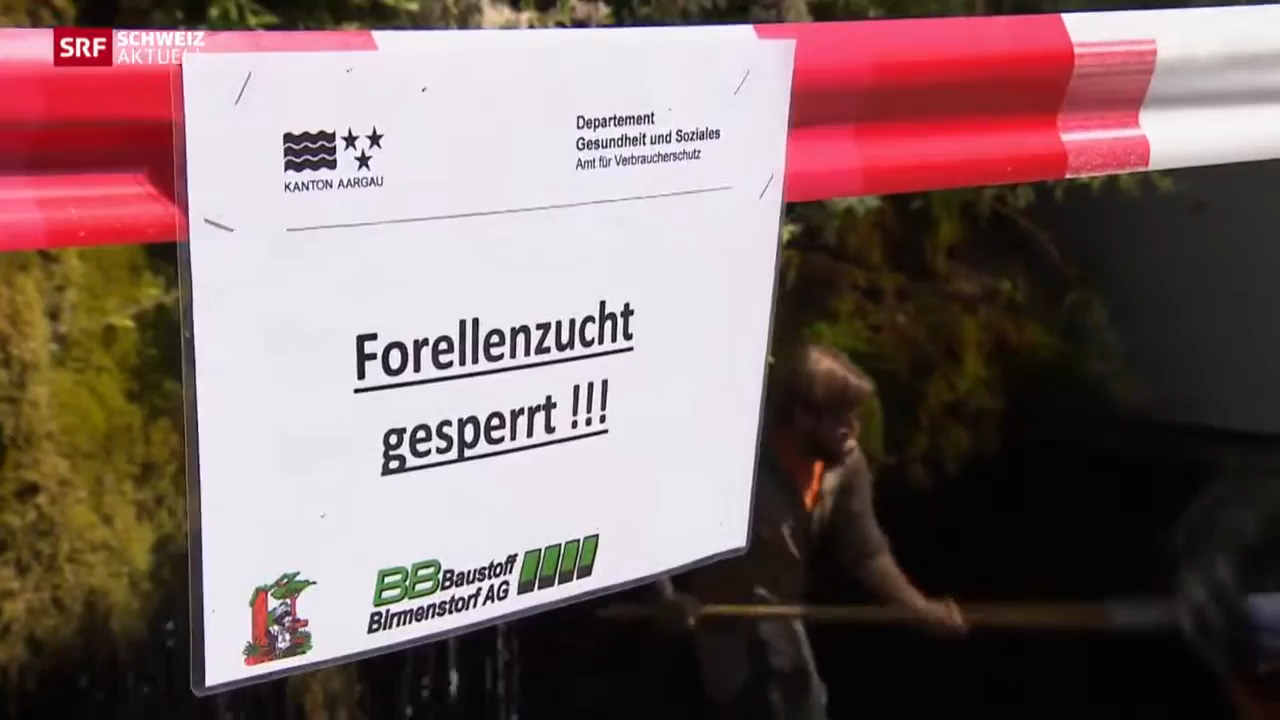 SRF SCHWEIZ
AKTUELL
KANTON AARGAU
Departement
Gesundheit und Soziales
Amt für Verbraucherschutz
Forellenzucht
gesperrt !!!
BB Baustoff
Birmenstorf AG